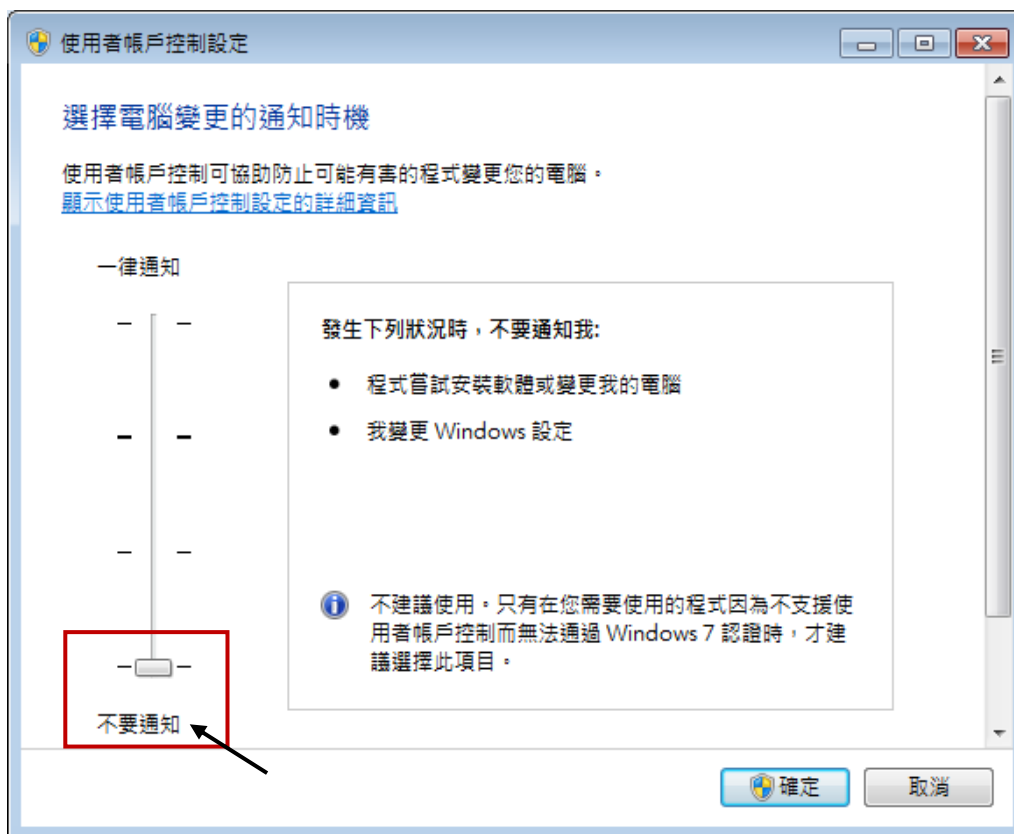 使用者帳戶控制設定
選擇電腦變更的通知時機
使用者帳戶控制可協助防止可能有害的程式變更您的電腦。
顯示使用者帳戶控制設定的詳細資訊
一律通知
發生下列狀況時，不要通知我:
程式嘗試安裝軟體或變更我的電腦
我變更 Windows 設定
不建議使用。只有在您需要使用的程式因為不支援使
用者帳戶控制而無法通過 Windows 7 認證時，才建
議選擇此項目。
不要通知
確定
取消